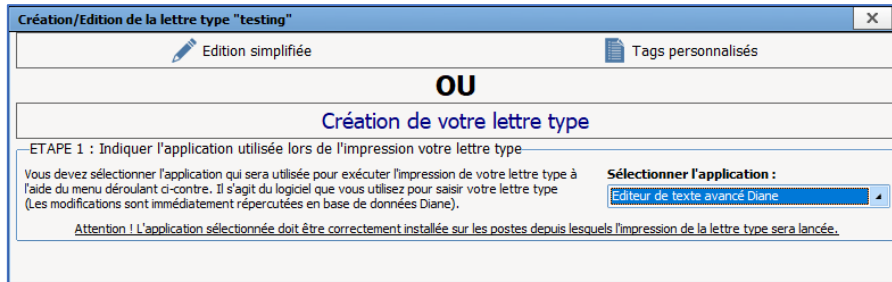 Création/Edition de la lettre type "testing"
Edition simplifiée
Tags personnalisés
OU
Création de votre lettre type
ETAPE 1 : Indiquer l'application utilisée lors de l'impression votre lettre type
Vous devez sélectionner l'application qui sera utilisée pour exécuter l'impression de votre lettre type à
l'aide du menu déroulant ci-contre. Il s'agit du logiciel que vous utilisez pour saisir votre lettre type
(Les modifications sont immédiatement répercutées en base de données Diane).
Sélectionner l'application :
Editeur de texte avancé Diane
Attention ! L'application sélectionnée doit être correctement installée sur les postes depuis lesquels l'impression de la lettre type sera lancée.